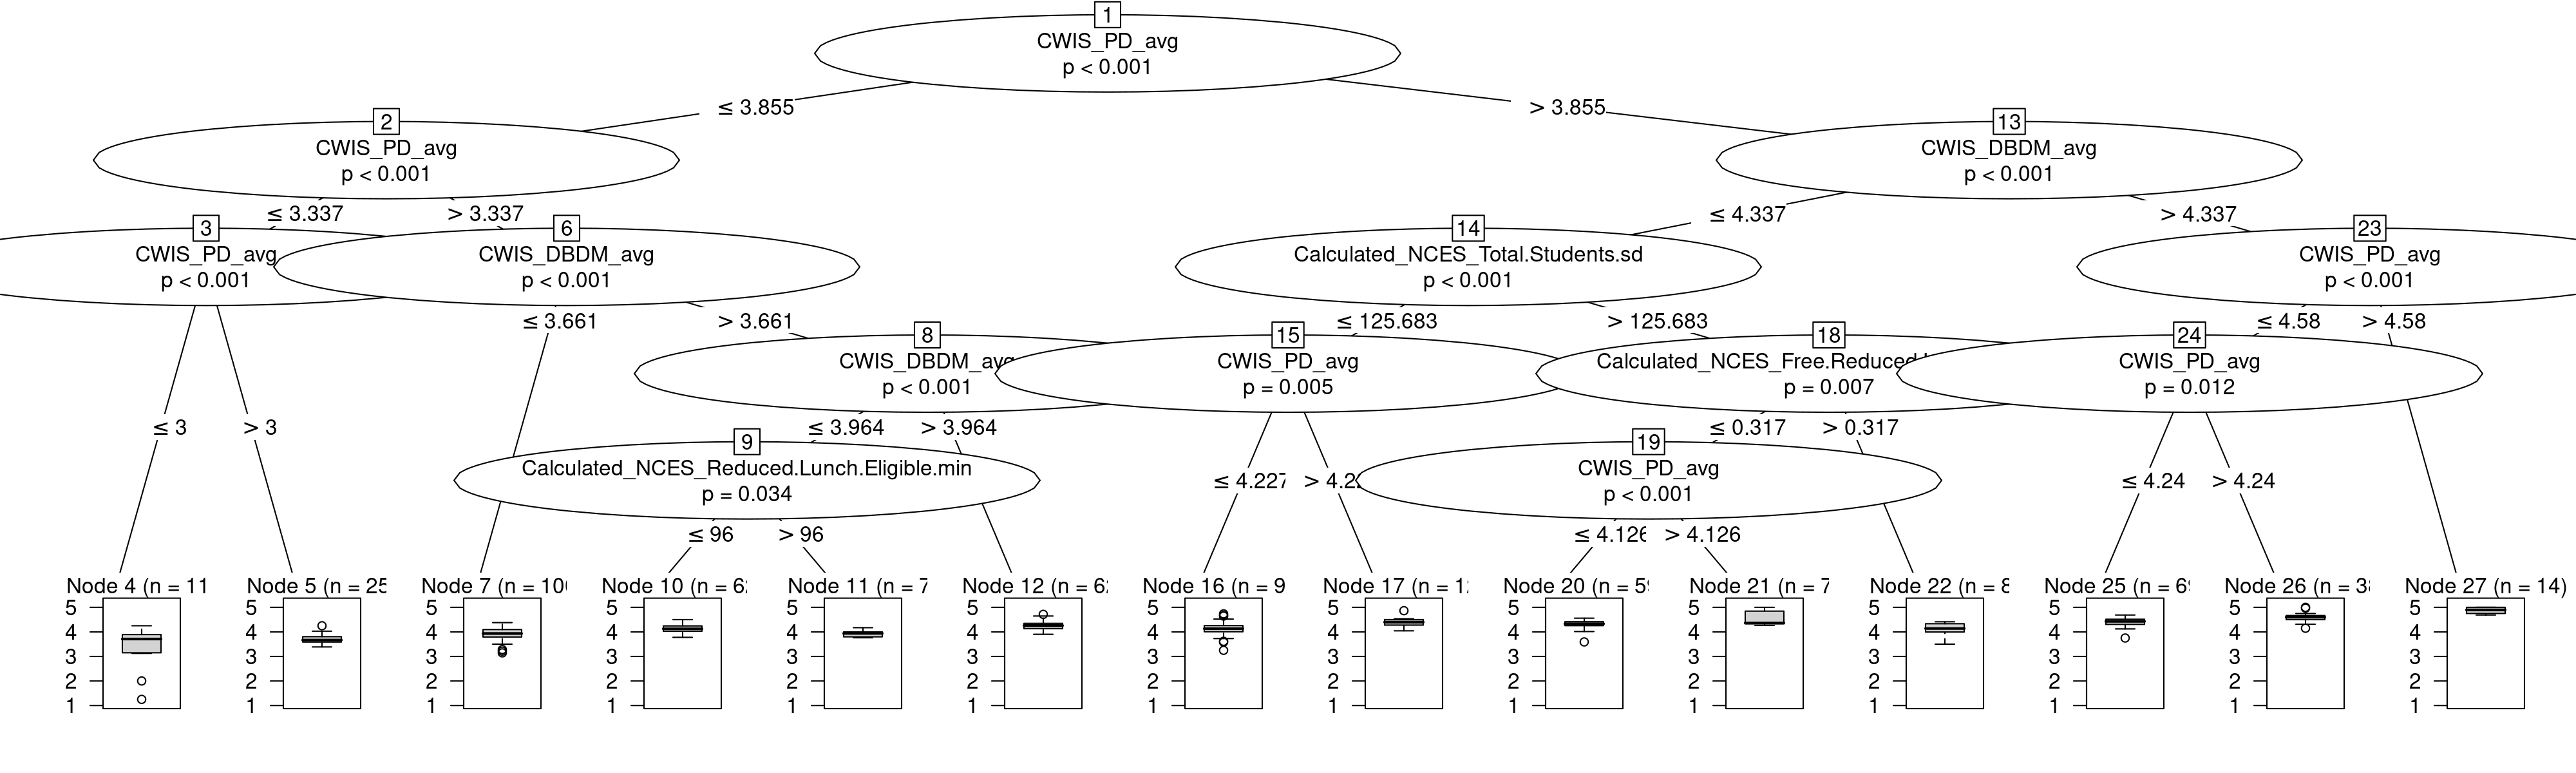 1
CWIS_PD_avg
p < 0.001
≤ 3.855
> 3.855
2
CWIS_PD_avg
p < 0.001
13
CWIS_DBDM_avg
p < 0.001
≤ 3.337
> 3.337
≤ 4.337
> 4.337
3
CWIS_PD_avg
p < 0.001
6
CWIS_DBDM_avg
p < 0.001
14
Calculated_NCES_Total.Students.sd
p < 0.001
23
CWIS_PD_avg
p < 0.001
≤ 3.661
> 3.661
≤ 125.683
> 125.683
≤ 4.58
> 4.58
8
CWIS_DBDM_avg
p < 0.001
15
CWIS_PD_avg
p = 0.005
18
Calculated_NCES_Free.Reduced
p = 0.007
24
CWIS_PD_avg
p = 0.012
≤ 3
> 3
≤ 3.964
> 3.964
≤ 0.317
> 0.317
9
Calculated_NCES_Reduced.Lunch.Eligible.min
p = 0.034
19
CWIS_PD_avg
p < 0.001
≤ 4.227
> 4.2
≤ 4.24
> 4.24
≤ 96
> 96
≤ 4.126
> 4.126
Node 4 (n = 11
Node 5 (n = 25
Node 7 (n = 10
Node 10 (n = 6
Node 11 (n = 7
Node 12 (n = 6
Node 16 (n = 9
Node 17 (n = 1
Node 20 (n = 5
Node 21 (n = 7
Node 22 (n = 8
Node 25 (n = 6
Node 26 (n = 3
Node 27 (n = 14)
5 5 5 5 5 5 5 5 5 5 5 5 5 5
4 4 4 4 4 4 4 4 4 4 4 4 4 4
3 3 3 3 3 3 3 3 3 3 3 3 3 3
2 2 2 2 2 2 2 2 2 2 2 2 2 2
1 1 1 1 1 1 1 1 1 1 1 1 1 1